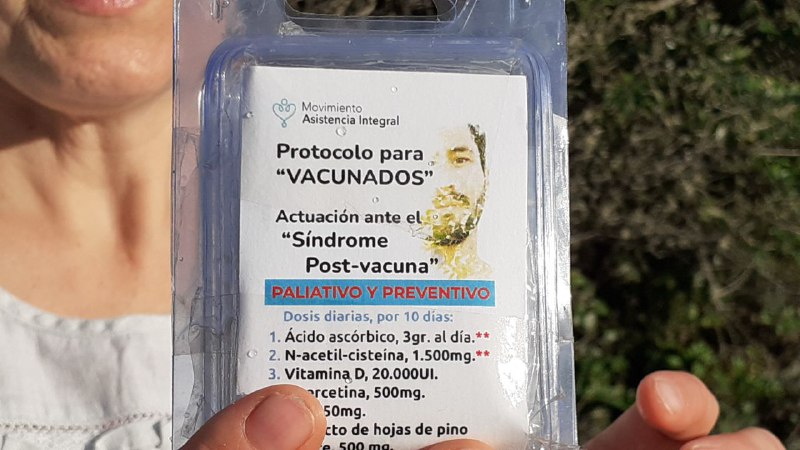 Movimiento
Asistencia Integral
Protocolo para
“VACUNADOS”
Actuación ante el
“Síndrome
Post-vacuna”
PALIATIVO Y PREVENTIVO
Dosis diarias, por 10 días:
1. Ácido ascórbico, 3gr. al día.**
2. N-acetil-cisteína, 1.500mg.**
3. Vitamina D, 20.000UI.
500mg.
50mg.
de hojas de pino
500 mg.